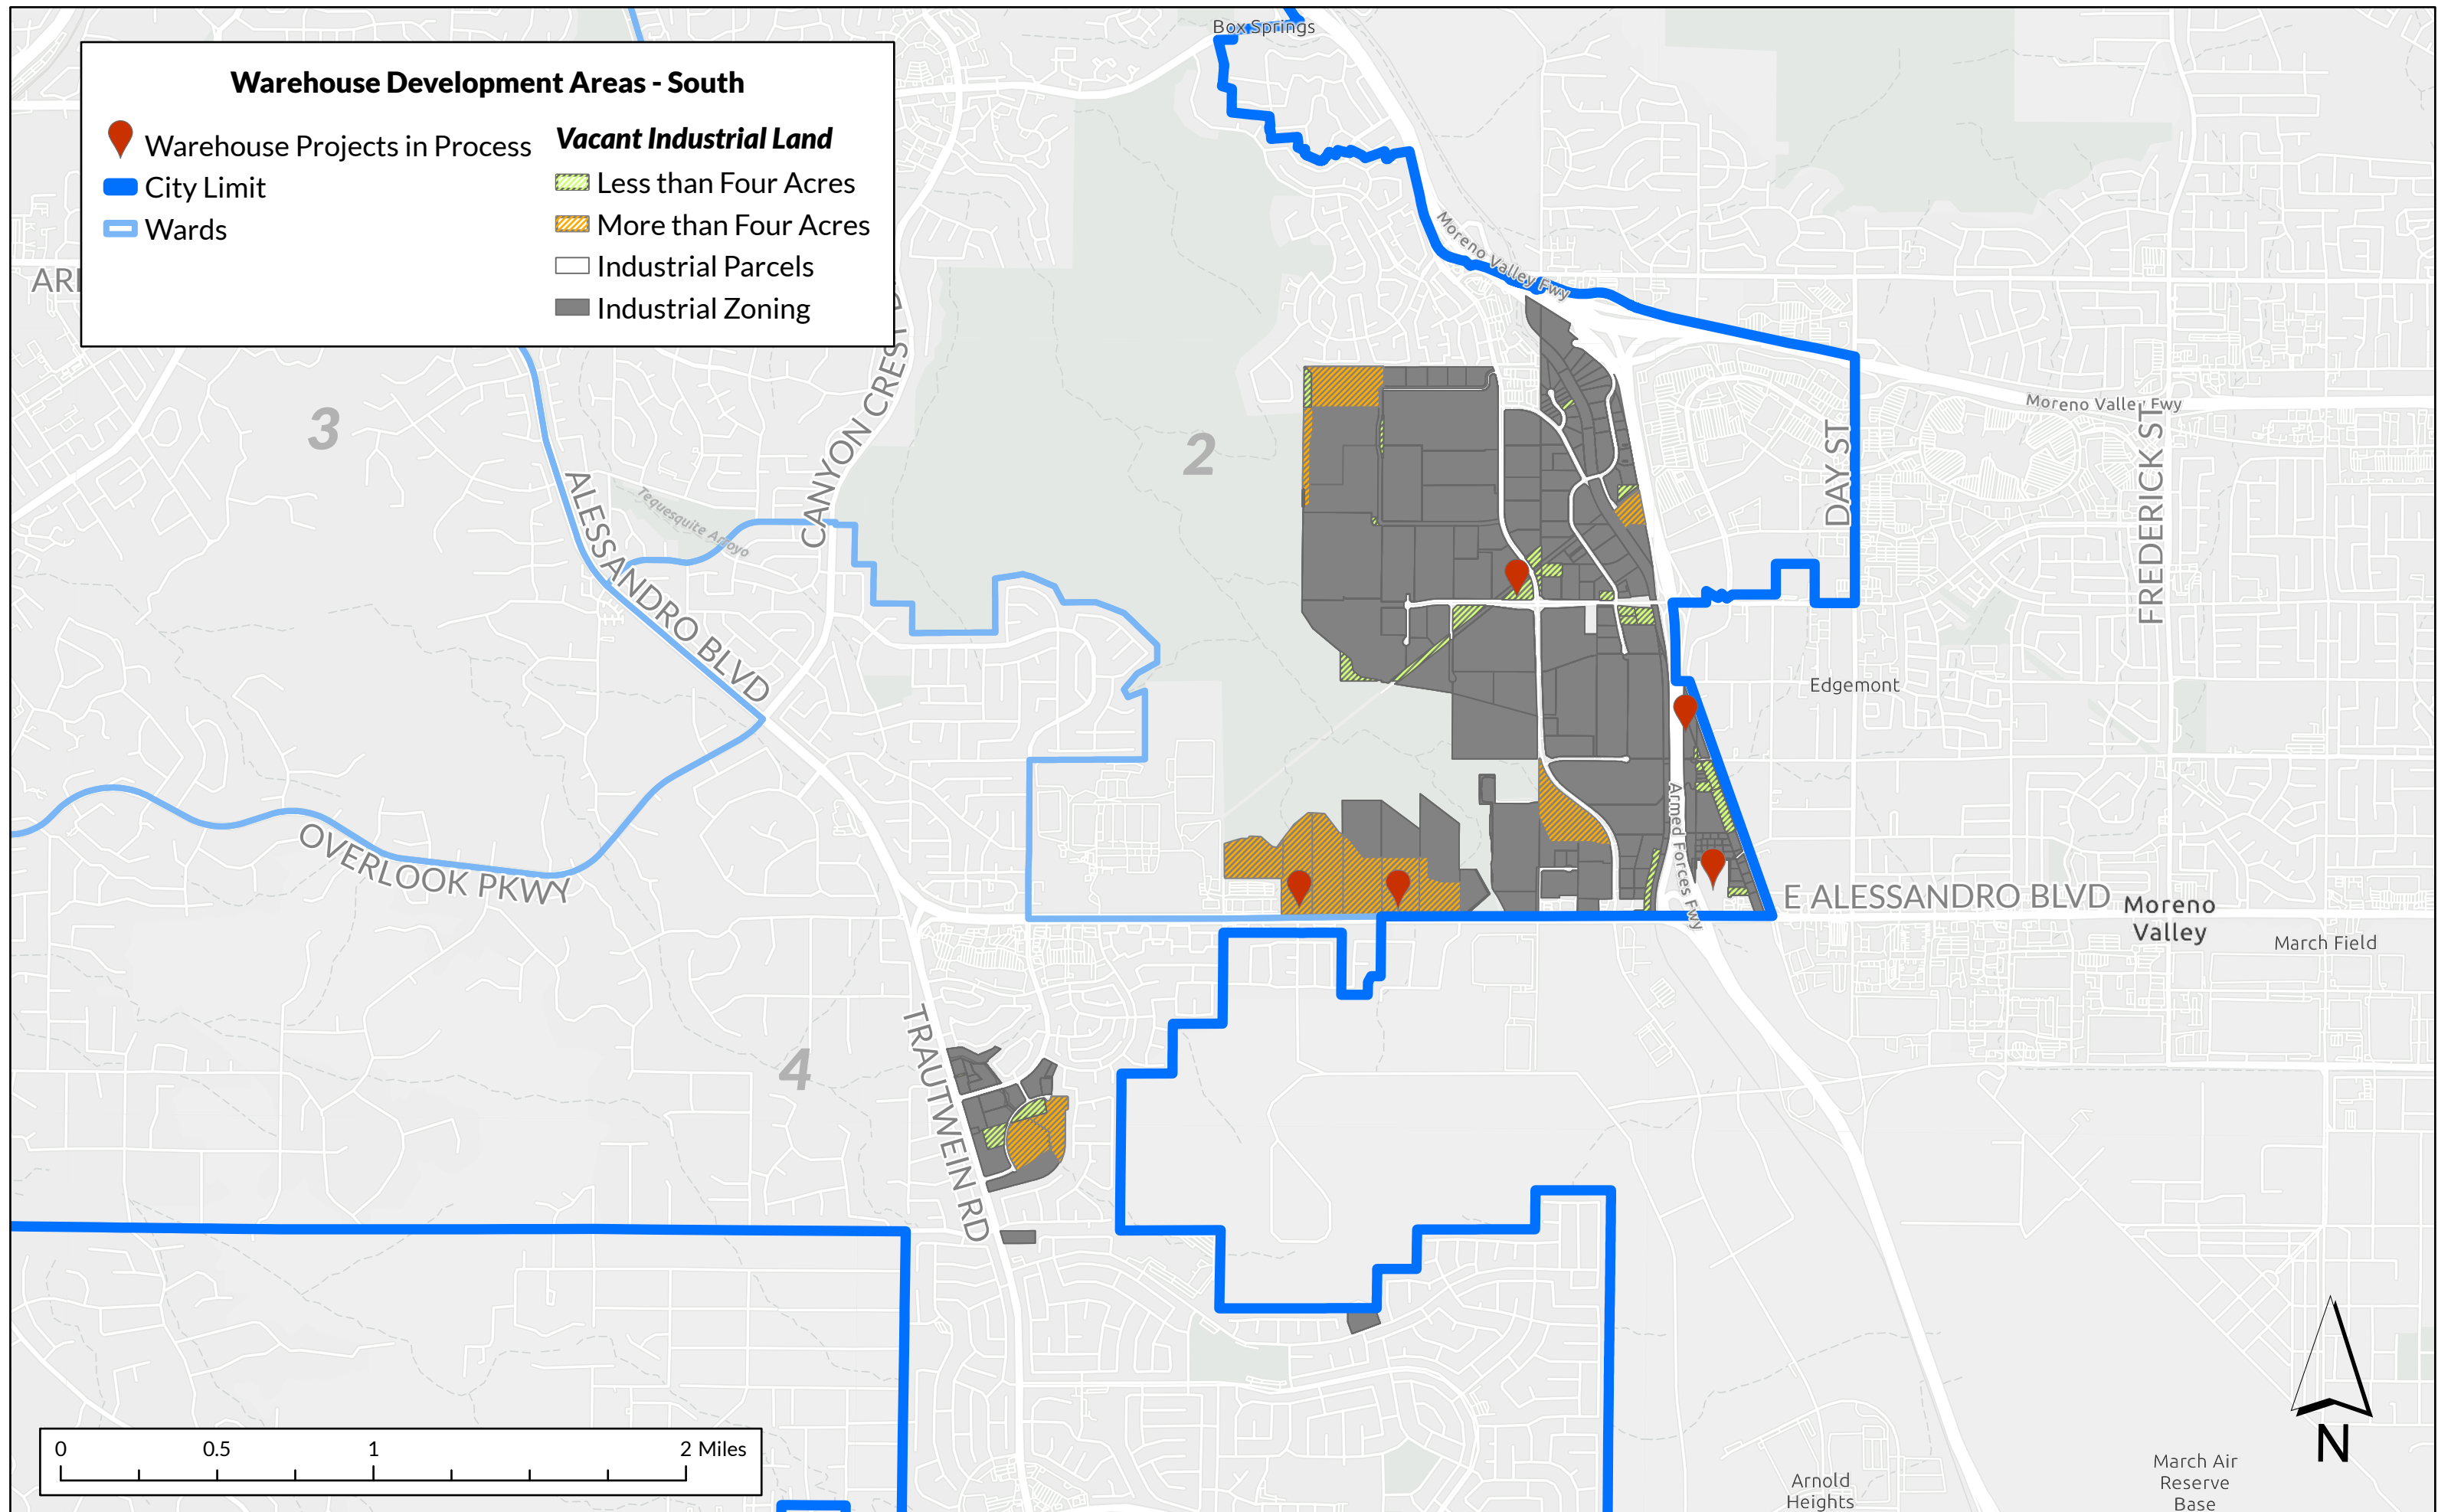 Box Springs
Warehouse Development Areas - South
Warehouse Projects in Process
City Limit
Wards
Vacant Industrial Land
Less than Four Acres
More than Four Acres
Industrial Parcels
Industrial Zoning
Moreno Valley Fwy
Moreno Valley Fwy
3
2
CANYON CREST D
DAY ST
FREDERICK ST
ALESSANDRO BLVD
Tequesquite Arroyo
Edgemont
OVERLOOK PKWY
Armed Forces Fwy
E ALESSANDRO BLVD
Moreno
Valley
March Field
4
TRAUTWEIN RD
0 0.5 1 2 Miles
N
Arnold
Heights
March Air
Reserve
Base